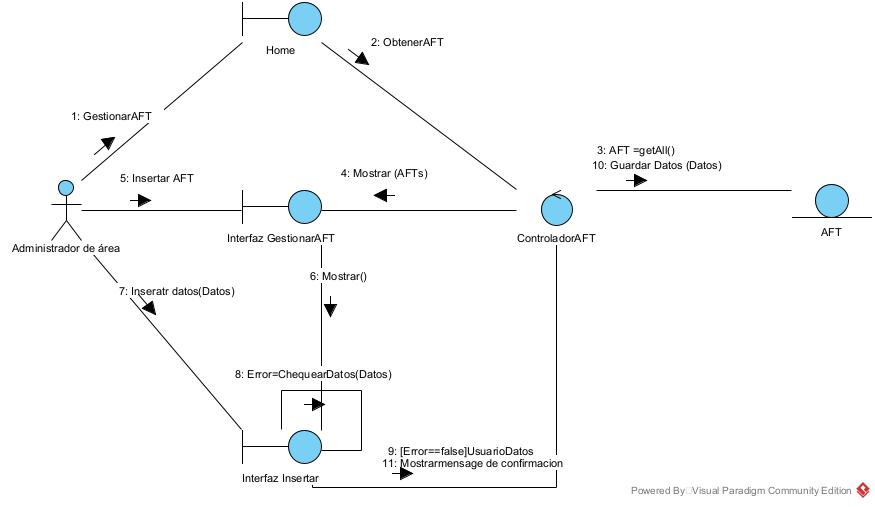 2: ObtenerAFT
Home
1: GestionarAFT
3: AFT =getAll()
10: Guardar Datos (Datos)
5: Insertar AFT
4: Mostrar (AFTs)
Interfaz GestionarAFT
ControladorAFT
AFT
Administrador de área
6: Mostrar()
7: Inseratr datos(Datos)
8: Error=ChequearDatos(Datos)
9: [Error==false]UsuarioDatos
11: Mostrarmensage de confirmacion
Interfaz Insertar
Powered By Visual Paradigm Community Edition